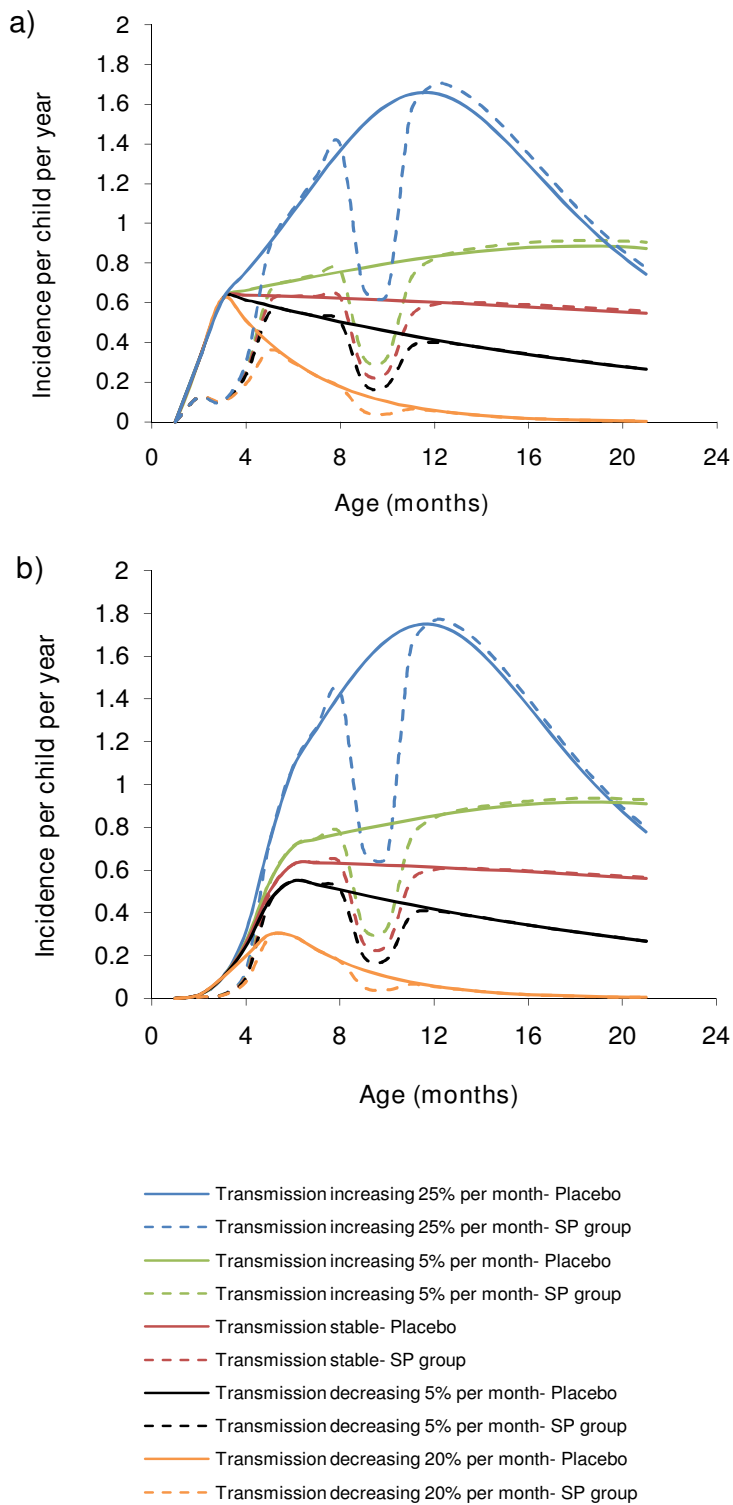 a)
2
1.8
1.6
1.4
1.2
1
0.8
0.6
0.4
0.2
0
Incidence per child per year
0 4 8 12 16 20 24
Age (months)
b)
2
1.8
1.6
1.4
1.2
1
0.8
0.6
0.4
0.2
0
Incidence per child per year
0 4 8 12 16 20 24
Age (months)
Transmission increasing 25% per month- Placebo
Transmission increasing 25% per month- SP group
Transmission increasing 5% per month- Placebo
Transmission increasing 5% per month- SP group
Transmission stable- Placebo
Transmission stable- SP group
Transmission decreasing 5% per month- Placebo
Transmission decreasing 5% per month- SP group
Transmission decreasing 20% per month- Placebo
Transmission decreasing 20% per month- SP group